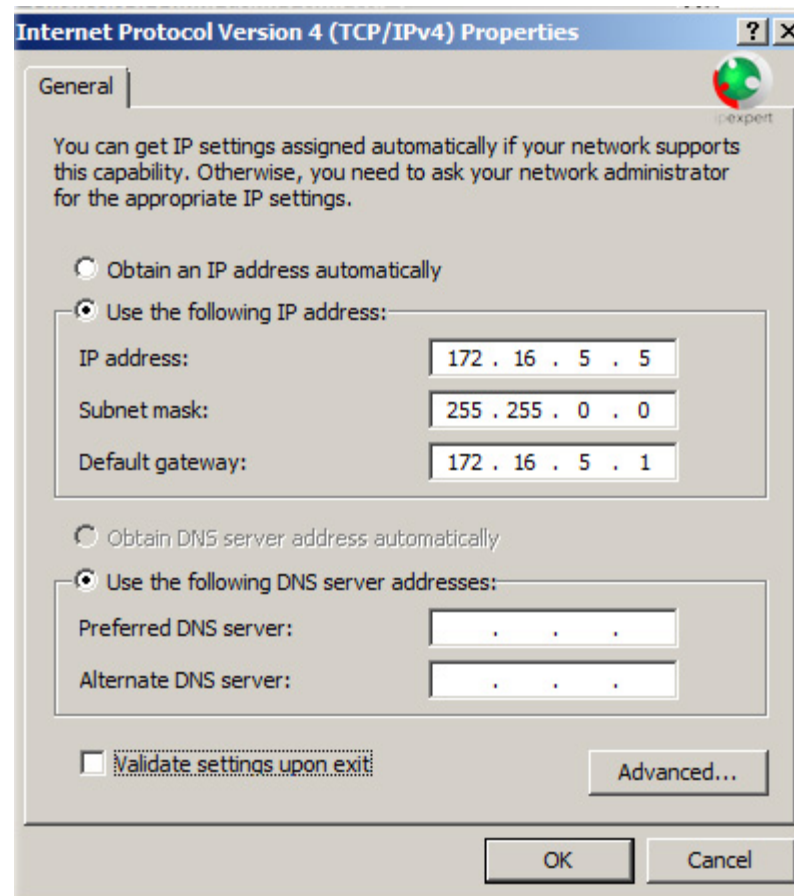 Internet Protocol Version 4 (TCP/IPv4) Properties
General
expert
You can get IP settings assigned automatically if your network supports
this capability. Otherwise, you need to ask your network administrator
for the appropriate IP settings.
Obtain an IP address automatically
Use the following IP address:
IP address: 172 . 16 . 5 . 5
Subnet mask: 255 . 255 . 0 . 0
Default gateway: 172 . 16 . 5 . 1
Obtain DNS server address automatically
Use the following DNS server addresses:
Preferred DNS server: . . .
Alternate DNS server: . . .
Validate settings upon exit
Advanced...
OK Cancel